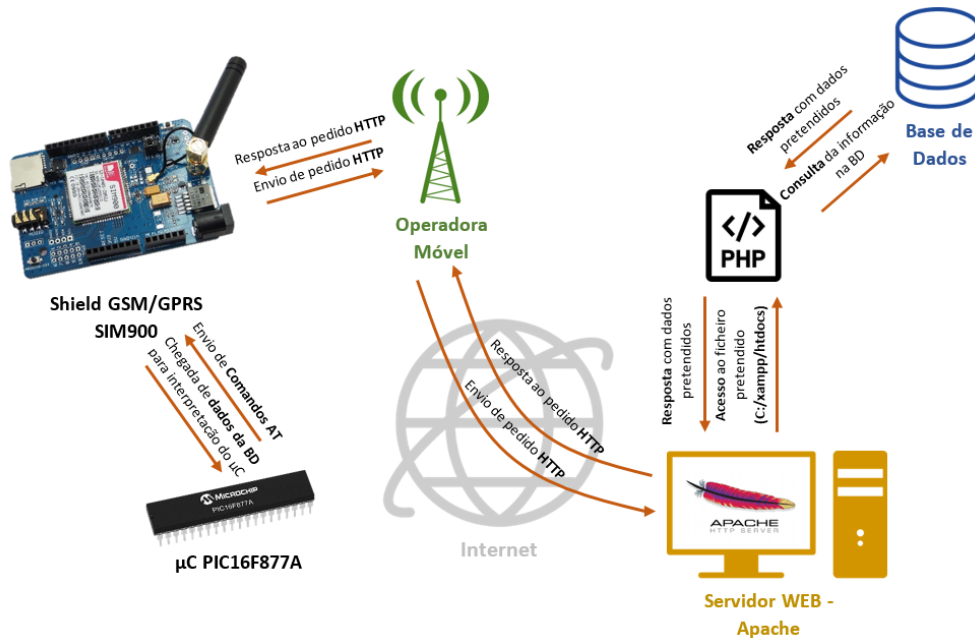 Resposta ao pedido HTTP
Envio de pedido HTTP
SIM900
Shield GSM/GPRS
SIM900
Operadora
Móvel
Resposta com dados
pretendidos
Consulta da informação
na BD
Base de
Dados
</>
PHP
Envio de Comandos AT
Chegada de dados da BD
para interpretação do μC
MICROCHIP
PIC16F877A
μC PIC16F877A
Resposta ao pedido HTTP
Envio de pedido HTTP
Internet
Resposta com dados
pretendidos
Acesso ao ficheiro
pretendido
(C:/xampp/htdocs)
APACHE
HTTP SERVER
Servidor WEB -
Apache